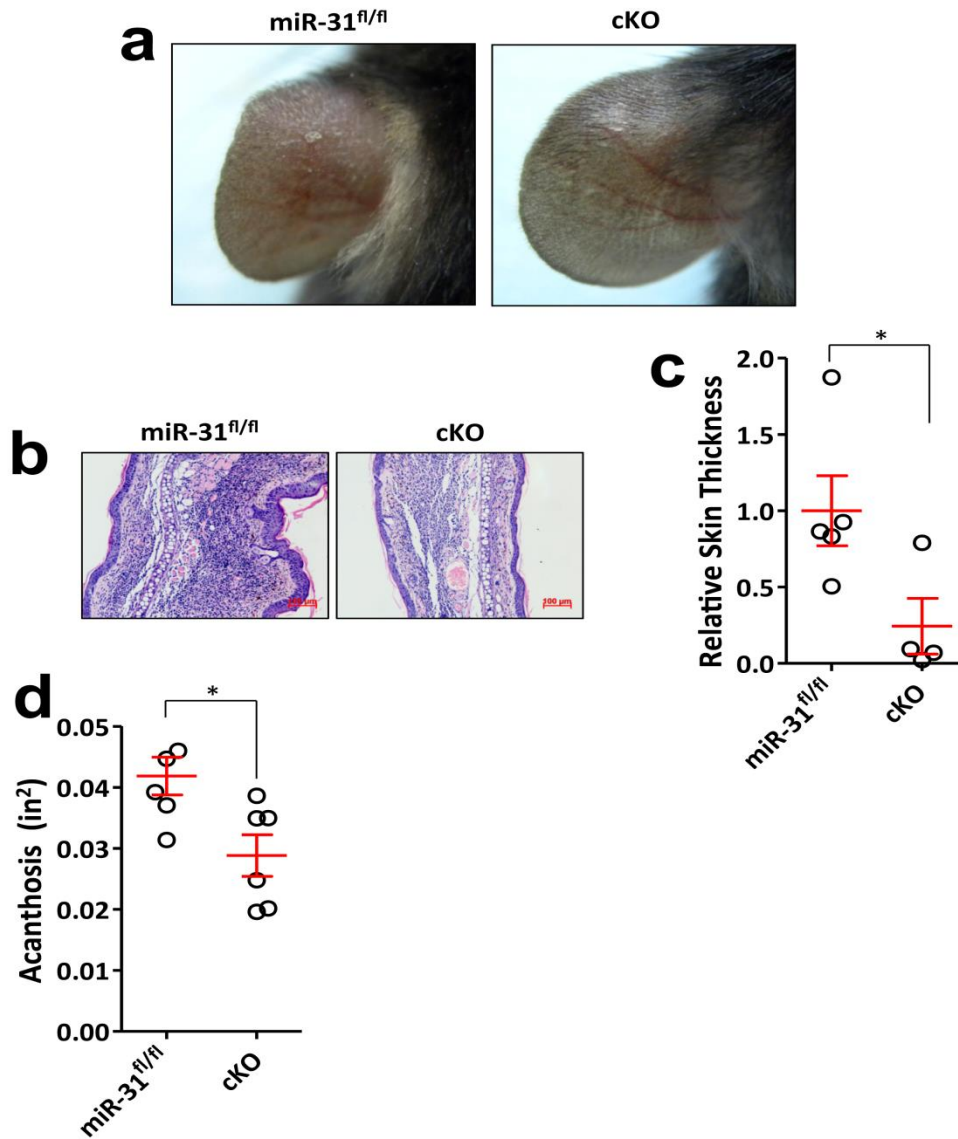 a
miR-31fl/fl
cKO
b
miR-31fl/fl
cKO
100 µm
c
Relative Skin Thickness
2.0
1.5
1.0
0.5
0.0
*
miR-31fl/fl
cKO
d
Acanthosis (in²)
0.05
0.04
0.03
0.02
0.01
0.00
*
miR-31fl/fl
cKO